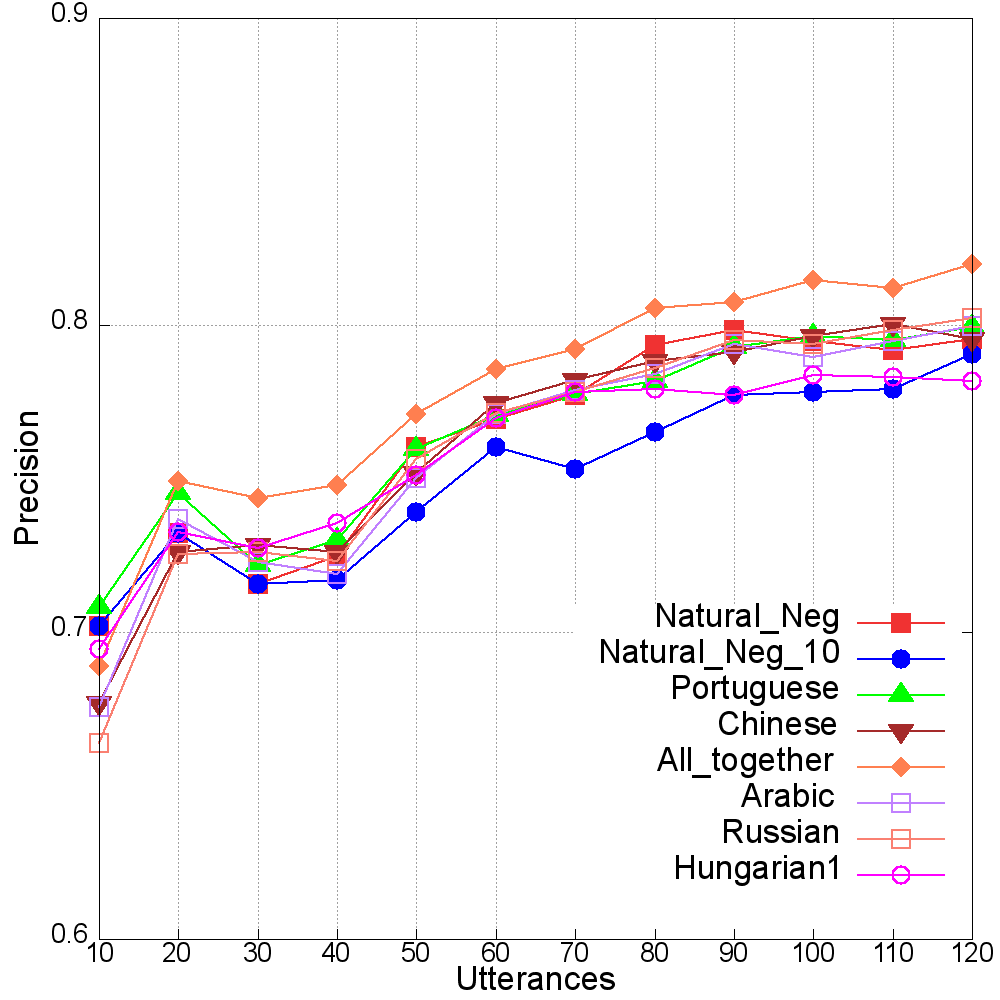 0.9
0.8
0.7
0.6
Precision
Natural_Neg
Natural_Neg_10
Portuguese
Chinese
All_together
Arabic
Russian
Hungarian1
10 20 30 40 50 60 70 80 90 100 110 120
Utterances